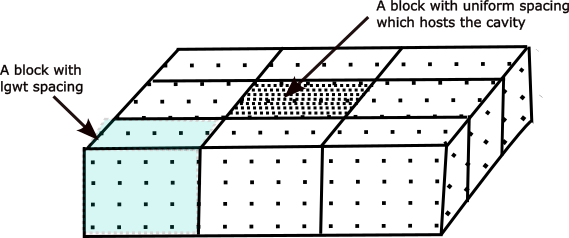 A block with uniform spacing
which hosts the cavity
A block with
lgwt spacing